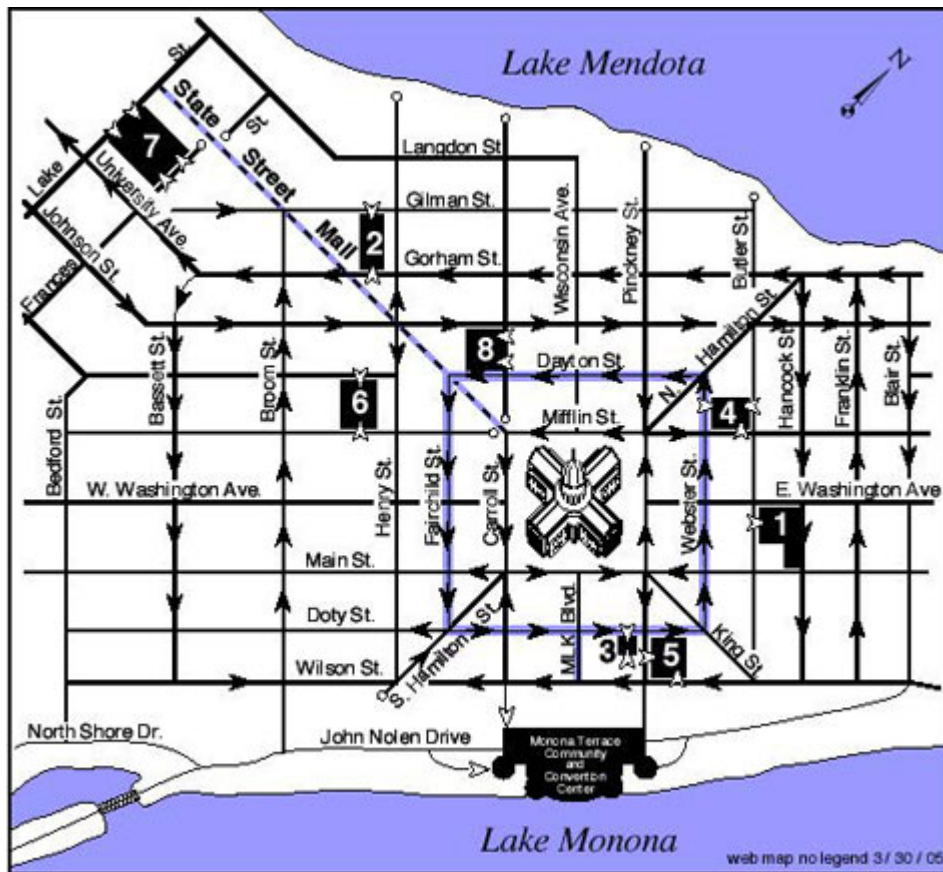 Lake Mendota
N
St.
State Street Mall
St.
7
Lake
University Ave.
Johnson St.
Frances
Langdon St
Gilman St.
2
Gorham St.
Wisconsin Ave.
Pinckney St.
Butler St.
N. Hamilton St.
8
Dayton St.
Bassett St.
Broom St.
Hancock St.
Franklin St.
Blair St.
6
4
Mifflin St.
Bedford St.
Henry St.
Fairchild St.
Carroll St.
Webster St.
W. Washington Ave.
E. Washington Ave
1
Main St.
Doty St.
MLK Blvd.
S. Hamilton St.
King St.
3
5
Wilson St.
North Shore Dr.
John Nolen Drive
Monona Terrace
Community
and
Convention
Center
Lake Monona
web map no legend 3/ 30 / 05